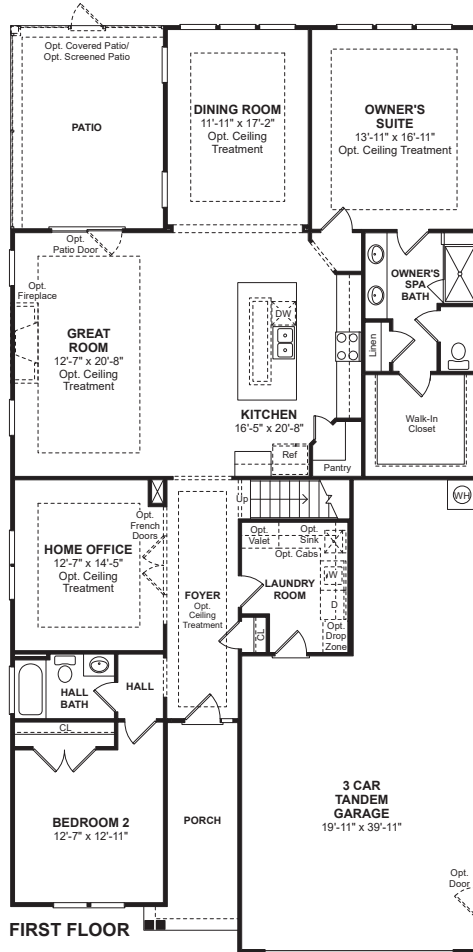 Opt. Covered Patio/
Opt. Screened Patio
PATIO
DINING ROOM
11'-11" x 17'-2"
Opt. Ceiling
Treatment
OWNER'S
SUITE
13'-11" x 16'-11"
Opt. Ceiling Treatment
Opt.
Patio Door
Opt.
Fireplace
GREAT
ROOM
12'-7" x 20'-8"
Opt. Ceiling
Treatment
DW
KITCHEN
16'-5" x 20'-8"
Ref
Pantry
OWNER'S
SPA
BATH
Linen
Walk-In
Closet
WH
Up
HOME OFFICE
12'-7" x 14'-5"
Opt. Ceiling
Treatment
Opt.
French
Doors
FOYER
Opt.
Ceiling
Treatment
Opt.
Valet
Opt.
Sink
Opt. Cabs
LAUNDRY
ROOM
W
D
Opt.
Drop
Zone
CL
HALL
BATH
HALL
CL
BEDROOM 2
12'-7" x 12'-11"
PORCH
3 CAR
TANDEM
GARAGE
19'-11" x 39'-11"
Opt.
Door
FIRST FLOOR